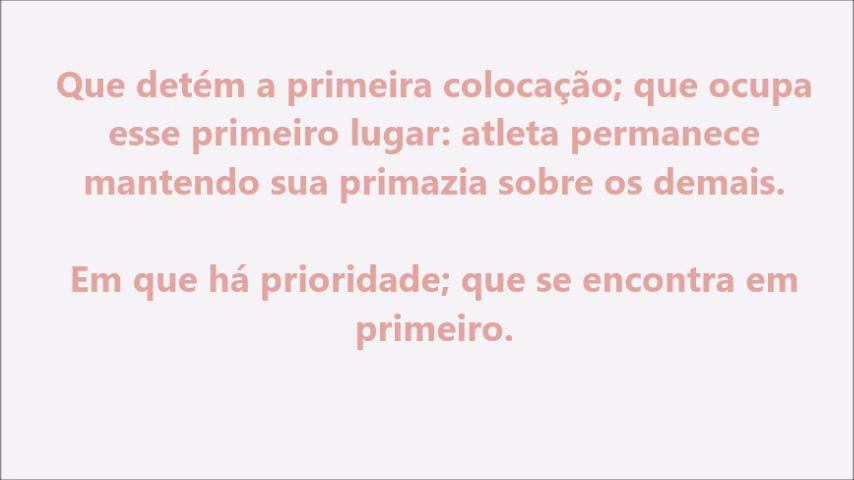 Que detém a primeira colocação; que ocupa
esse primeiro lugar: atleta permanece
mantendo sua primazia sobre os demais.
Em que há prioridade; que se encontra em
primeiro.